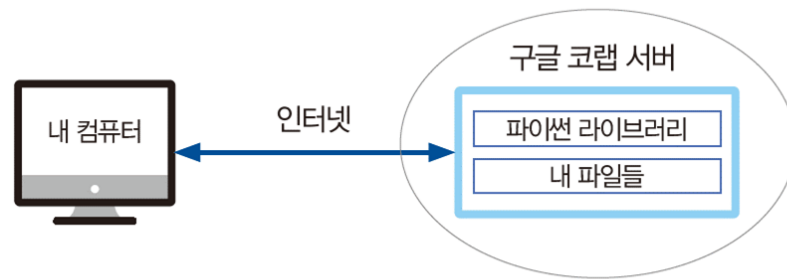 구글 코랩 서버
내 컴퓨터
인터넷
파이썬 라이브러리
내 파일들